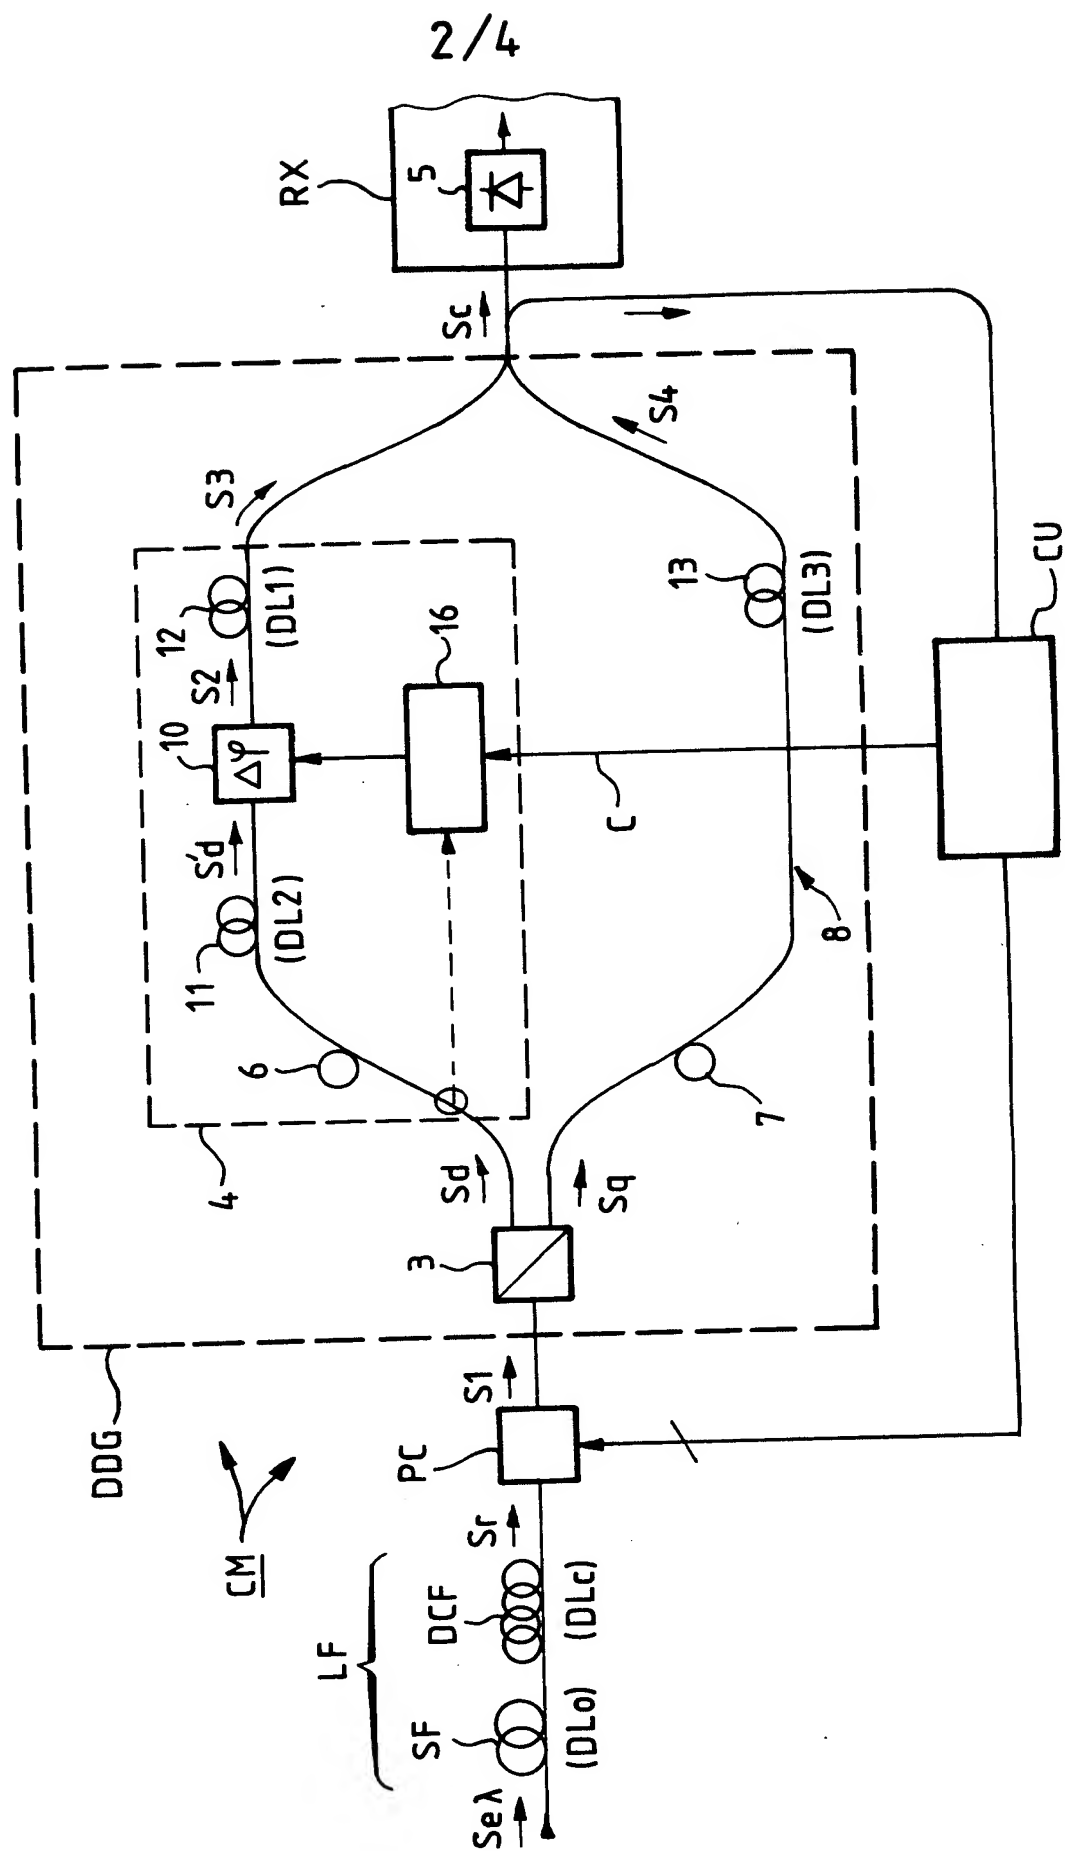 2/4
RX
5
Sc
S3
S4
12
(DL1)
S2
10
Δφ
16
13
(DL3)
CU
S'd
11
(DL2)
C
8
6
7
4
Sd
Sq
3
DDG
S1
PC
CM
Sr
LF
DCF
(DLc)
SF
(DLo)
Seλ